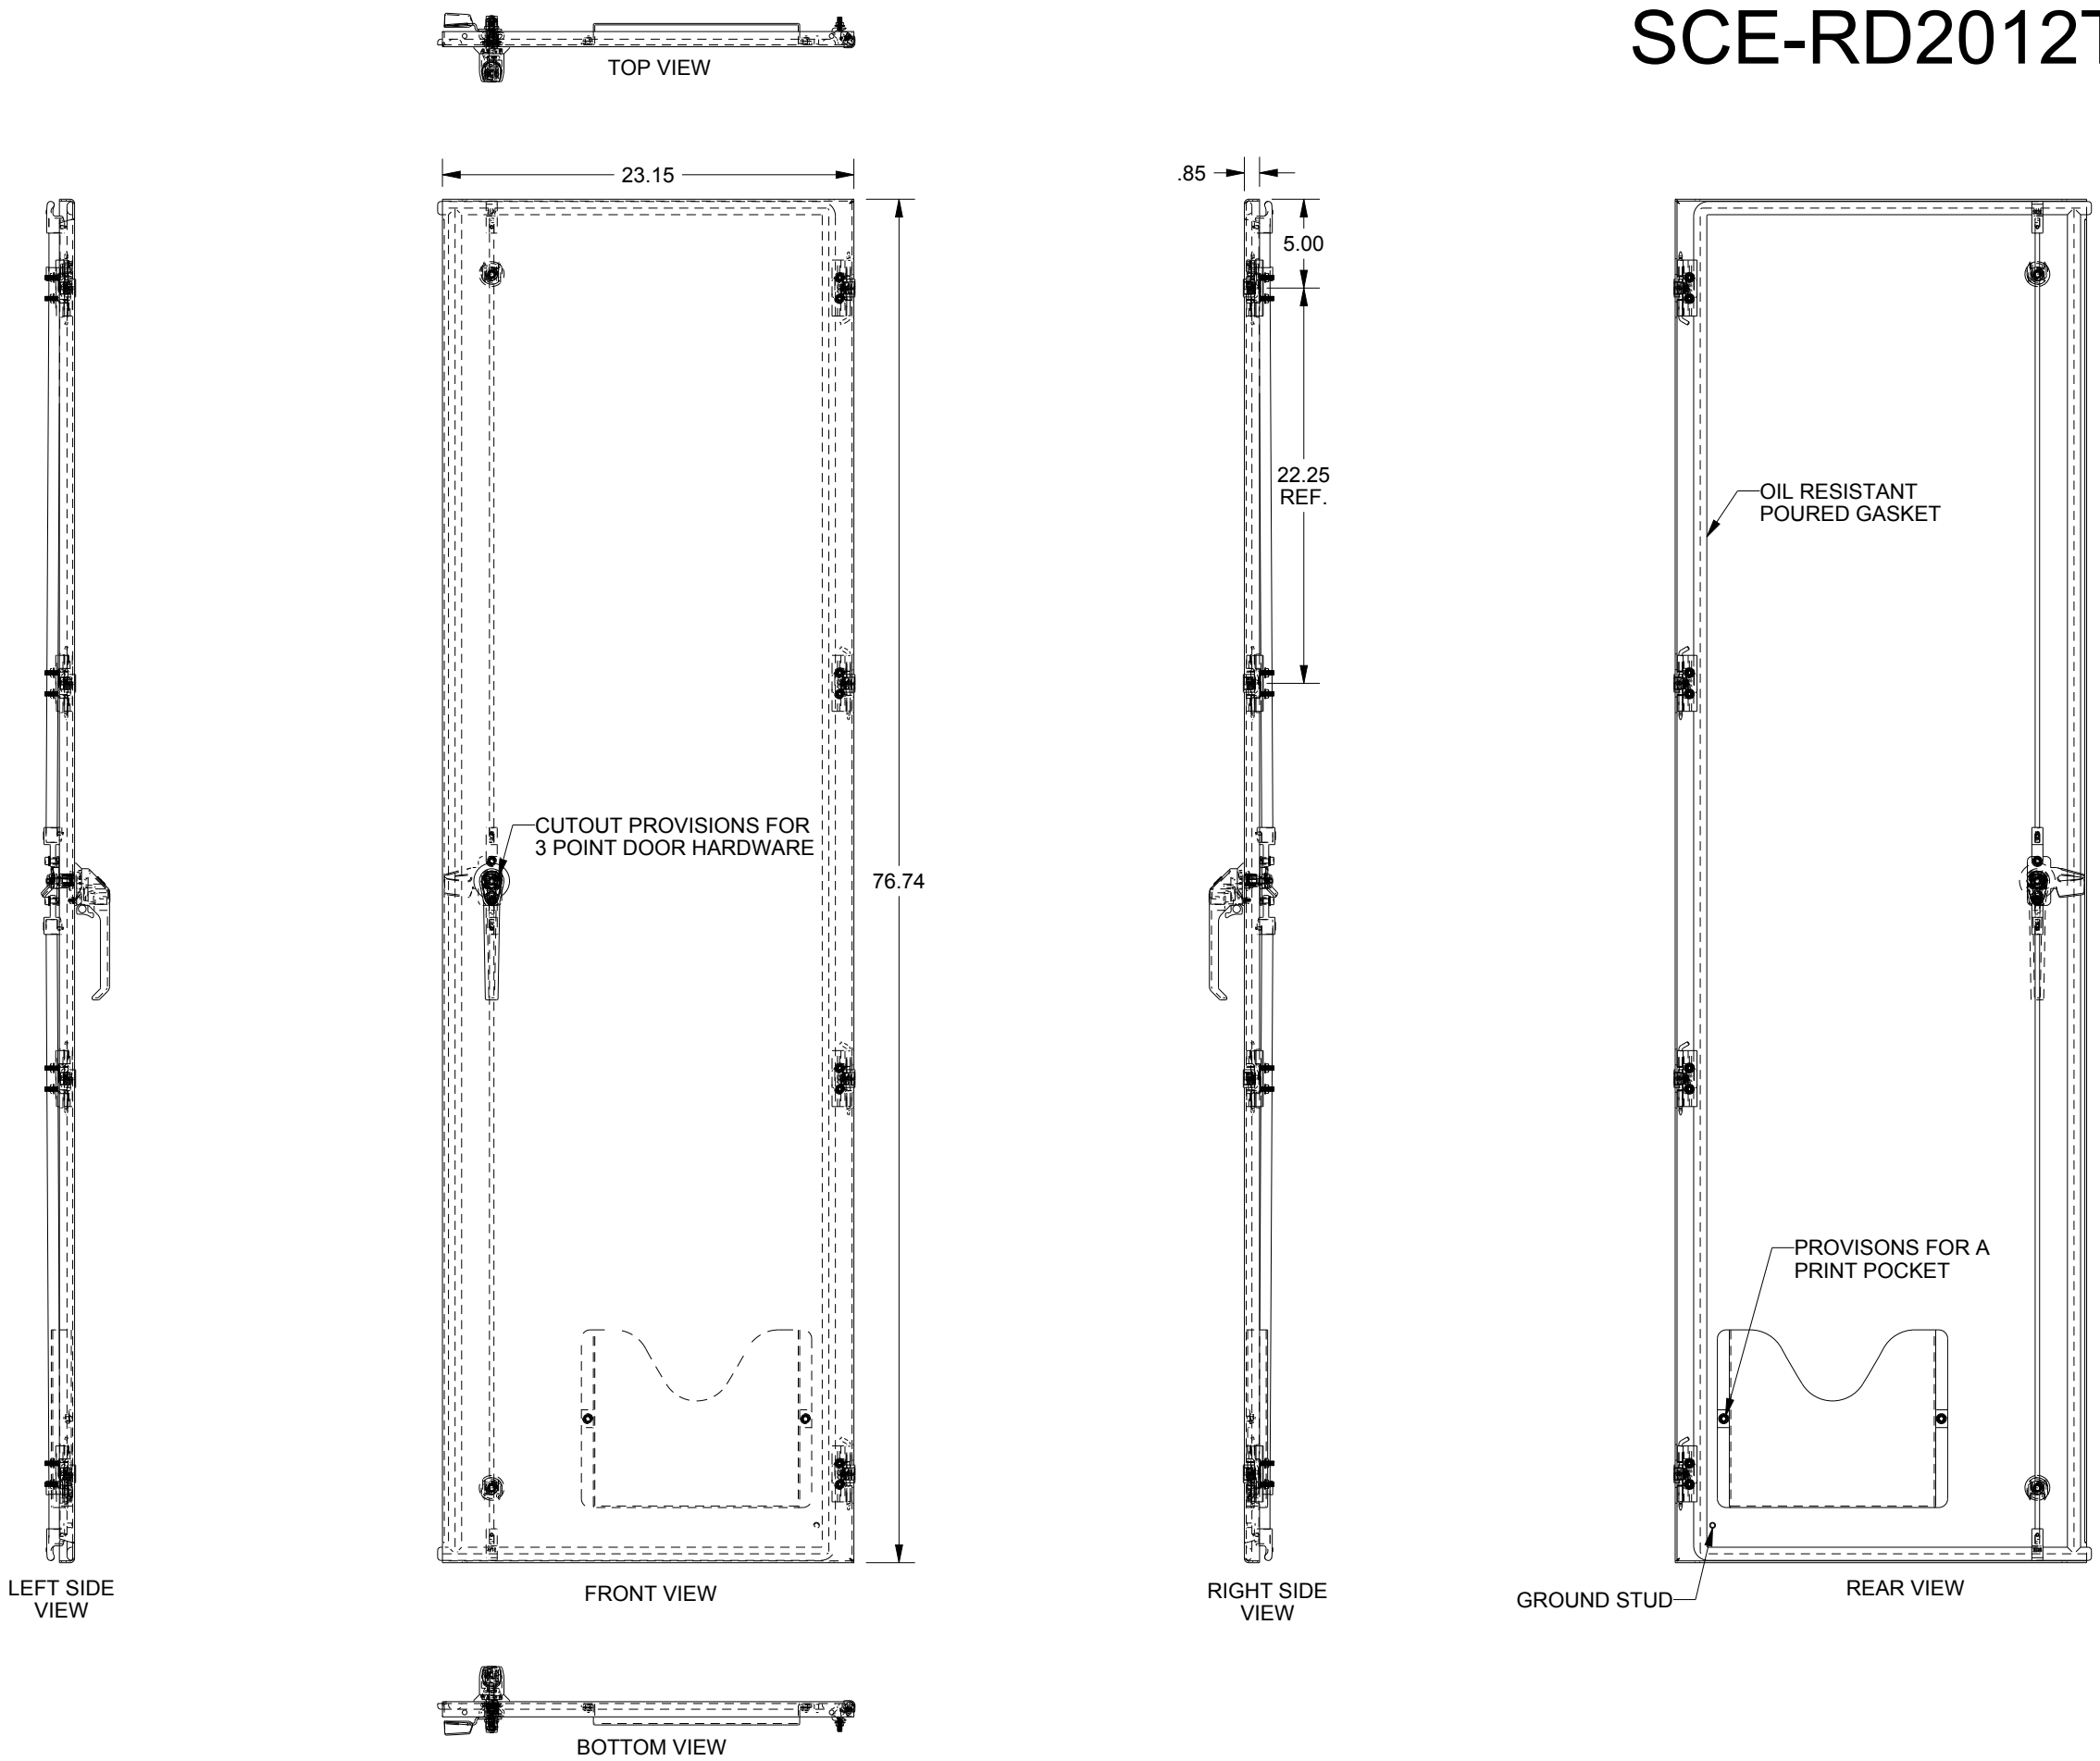 SCE-RD2012T
TOP VIEW
23.15
.85
5.00
22.25
REF.
OIL RESISTANT
POURED GASKET
CUTOUT PROVISIONS FOR
3 POINT DOOR HARDWARE
76.74
PROVISONS FOR A
PRINT POCKET
LEFT SIDE
VIEW
FRONT VIEW
RIGHT SIDE
VIEW
GROUND STUD
REAR VIEW
BOTTOM VIEW